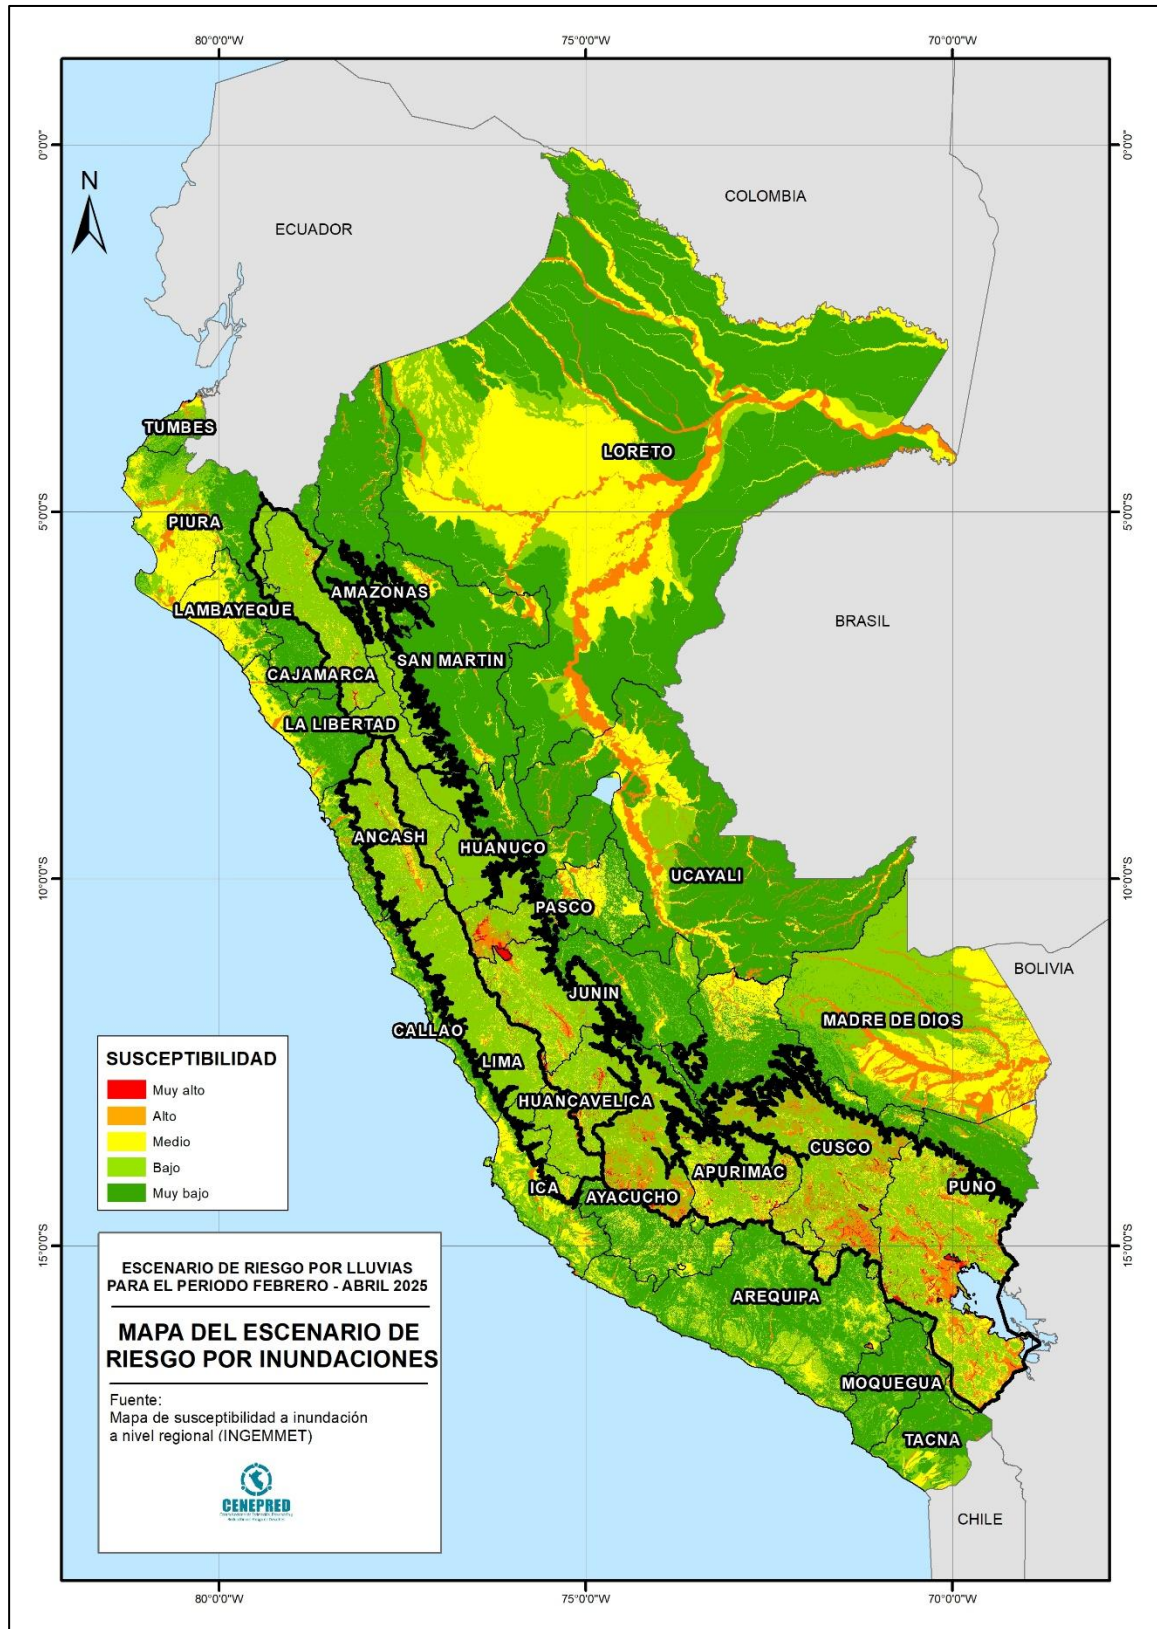 80°0'0"W
75°0'0"W
70°0'0"W
0°0'0"
0°0'0"
N
COLOMBIA
ECUADOR
TUMBES
LORETO
5°0'0"S
5°0'0"S
PIURA
AMAZONAS
LAMBAYEQUE
BRASIL
SAN MARTIN
CAJAMARCA
LA LIBERTAD
ANCASH
HUANUCO
UCAYALI
10°0'0"S
10°0'0"S
PASCO
BOLIVIA
JUNIN
MADRE DE DIOS
CALLAO
LIMA
HUANCAVELICA
CUSCO
APURIMAC
PUNO
ICA
AYACUCHO
15°0'0"S
15°0'0"S
AREQUIPA
MOQUEGUA
TACNA
CHILE
SUSCEPTIBILIDAD
Muy alto
Alto
Medio
Bajo
Muy bajo
ESCENARIO DE RIESGO POR LLUVIAS
PARA EL PERIODO FEBRERO - ABRIL 2025
MAPA DEL ESCENARIO DE
RIESGO POR INUNDACIONES
Fuente:
Mapa de susceptibilidad a inundación
a nivel regional (INGEMMET)
CENEPRED
80°0'0"W
75°0'0"W
70°0'0"W